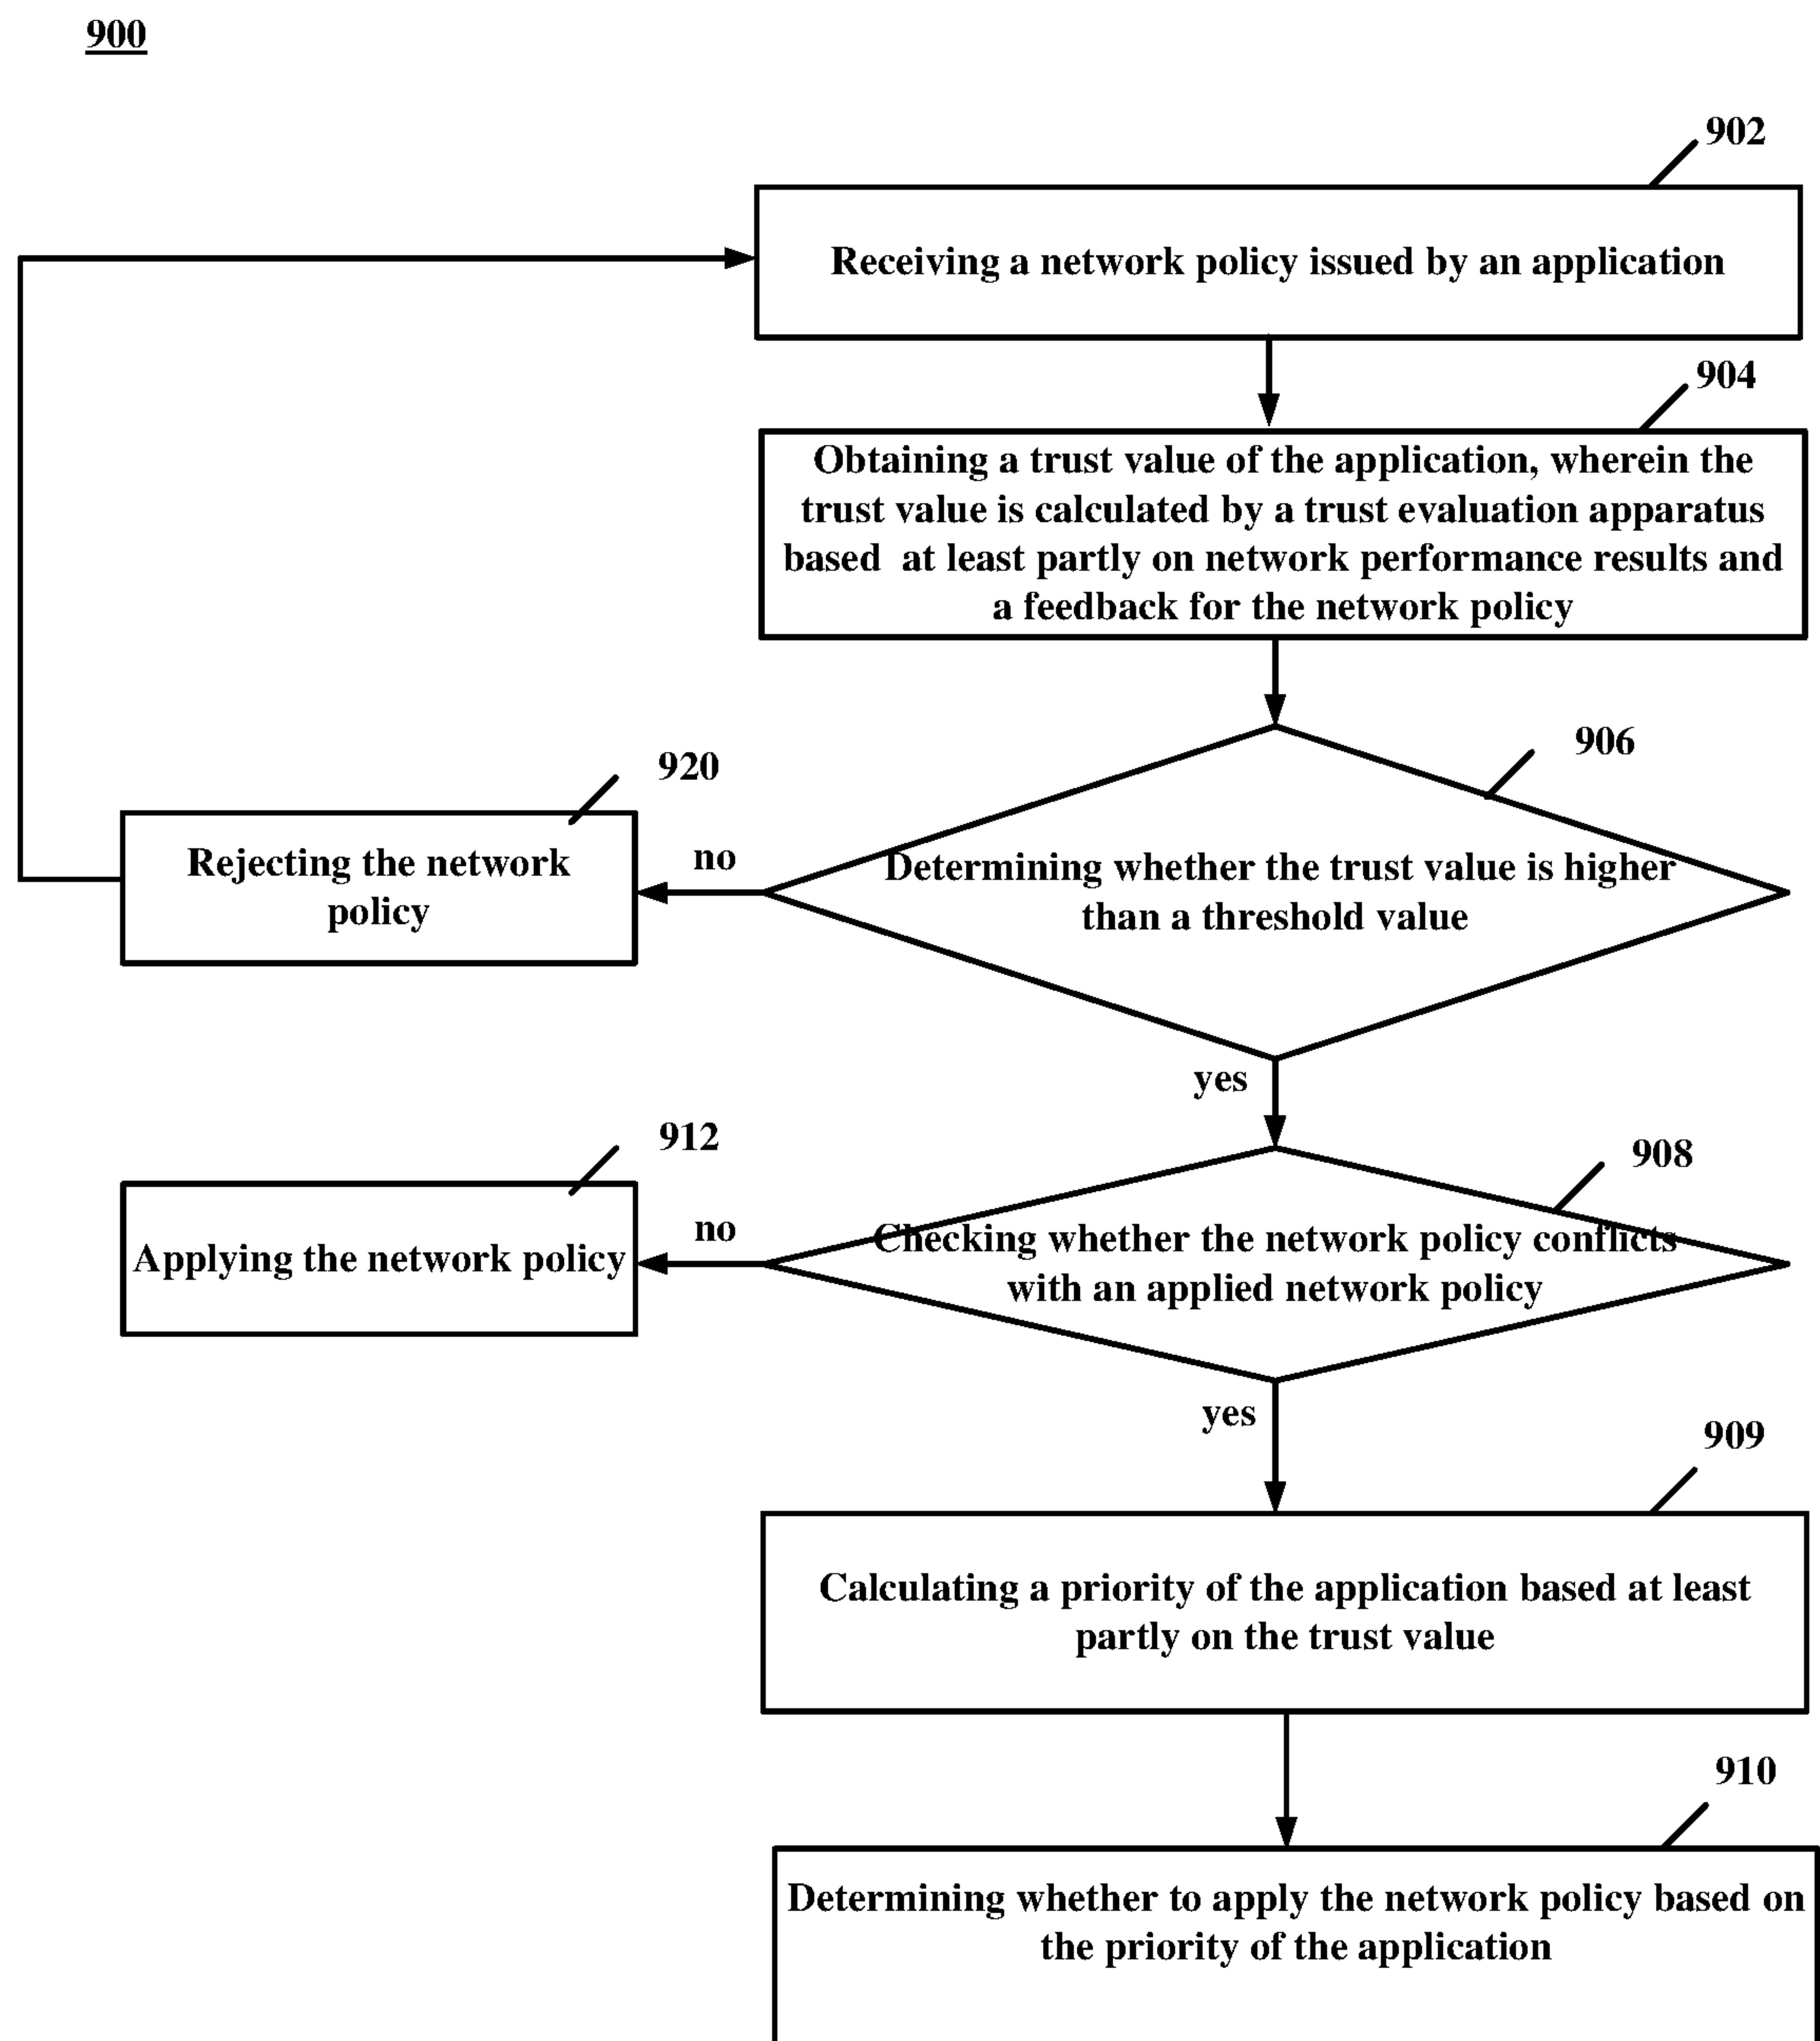 900
902
Receiving a network policy issued by an application
904
Obtaining a trust value of the application, wherein the
trust value is calculated by a trust evaluation apparatus
based at least partly on network performance results and
a feedback for the network policy
906
920
Determining whether the trust value is higher
than a threshold value
no
Rejecting the network
policy
yes
912
908
Checking whether the network policy conflicts
with an applied network policy
no
Applying the network policy
yes
909
Calculating a priority of the application based at least
partly on the trust value
910
Determining whether to apply the network policy based on
the priority of the application